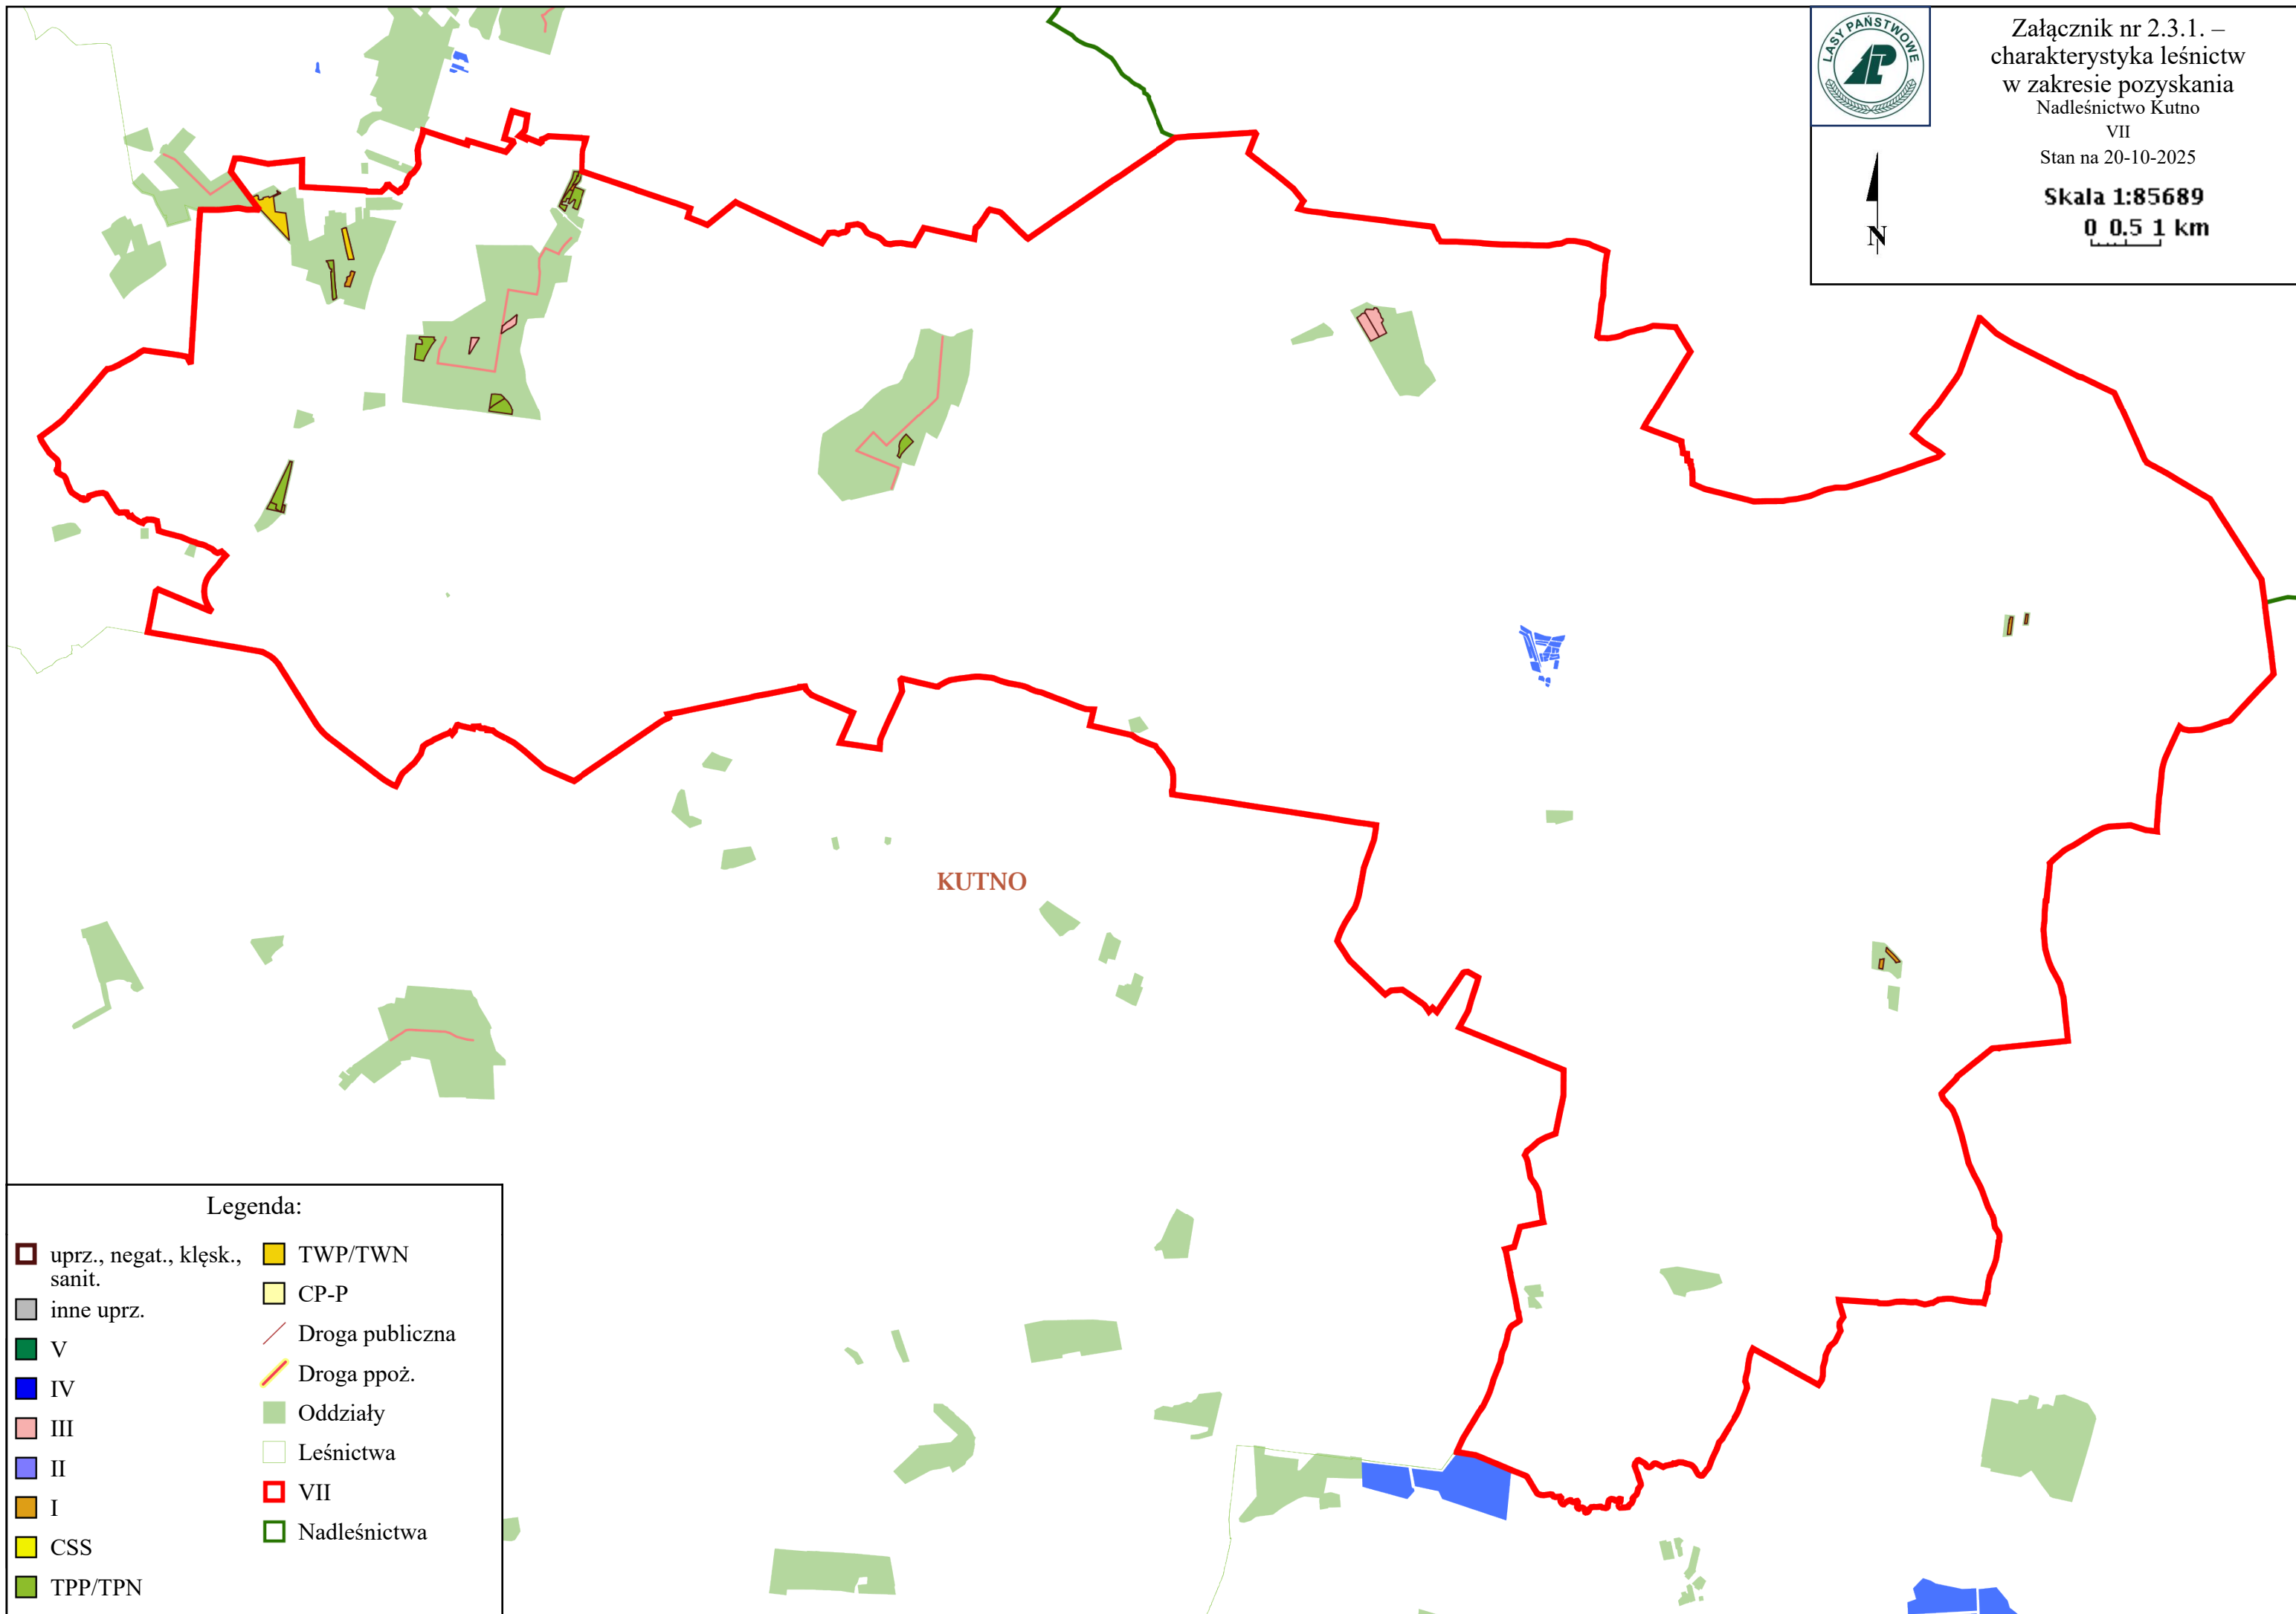 LASY PAŃSTWOWE
LP
Załącznik nr 2.3.1. –
charakterystyka leśnictw
w zakresie pozyskania
Nadleśnictwo Kutno
VII
Stan na 20-10-2025
Skala 1:85689
0 0.5 1 km
N
KUTNO
Legenda:
uprz., negat., klęsk.,
sanit.
inne uprz.
V
IV
III
II
I
CSS
TPP/TPN
TWP/TWN
CP-P
Droga publiczna
Droga ppoż.
Oddziały
Leśnictwa
VII
Nadleśnictwa